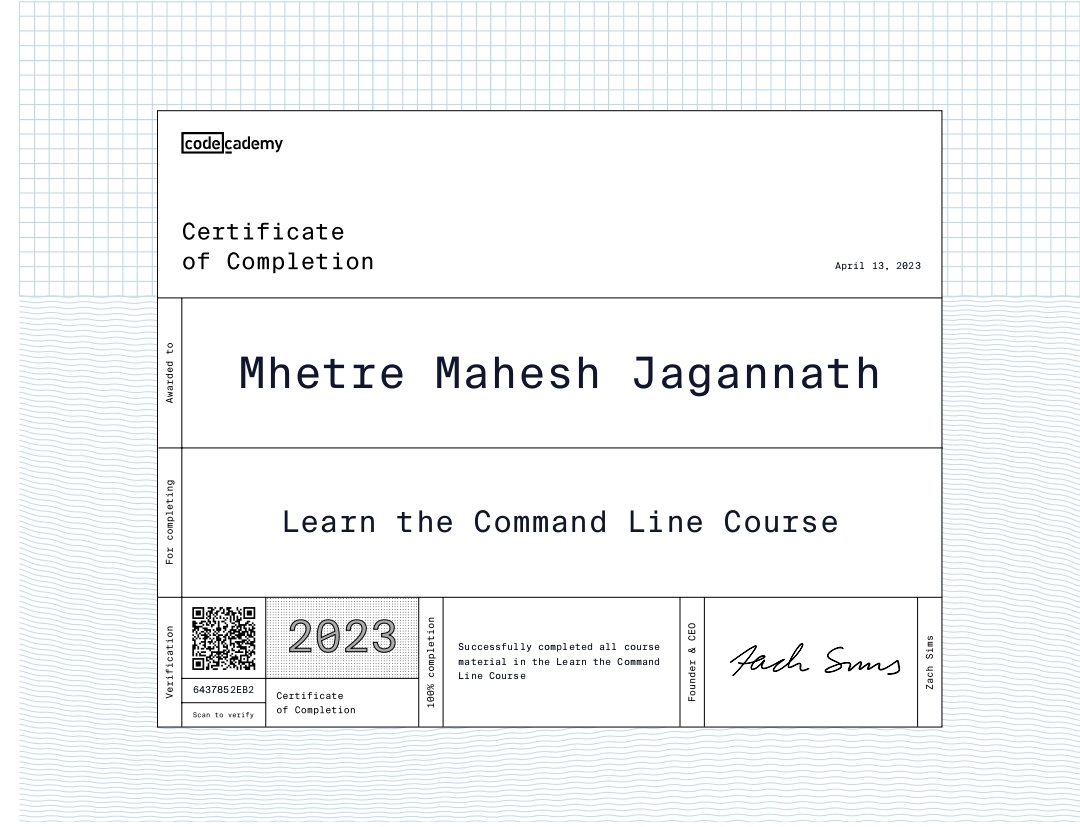 codecademy
Certificate
of Completion
April 13, 2023
Awarded to
Mhetre Mahesh Jagannath
For completing
Learn the Command Line Course
Verification
6437852EB2
Scan to verify
2023
Certificate
of Completion
100% completion
Successfully completed all course
material in the Learn the Command
Line Course
Founder & CEO
Zach Sims
Zach Sims